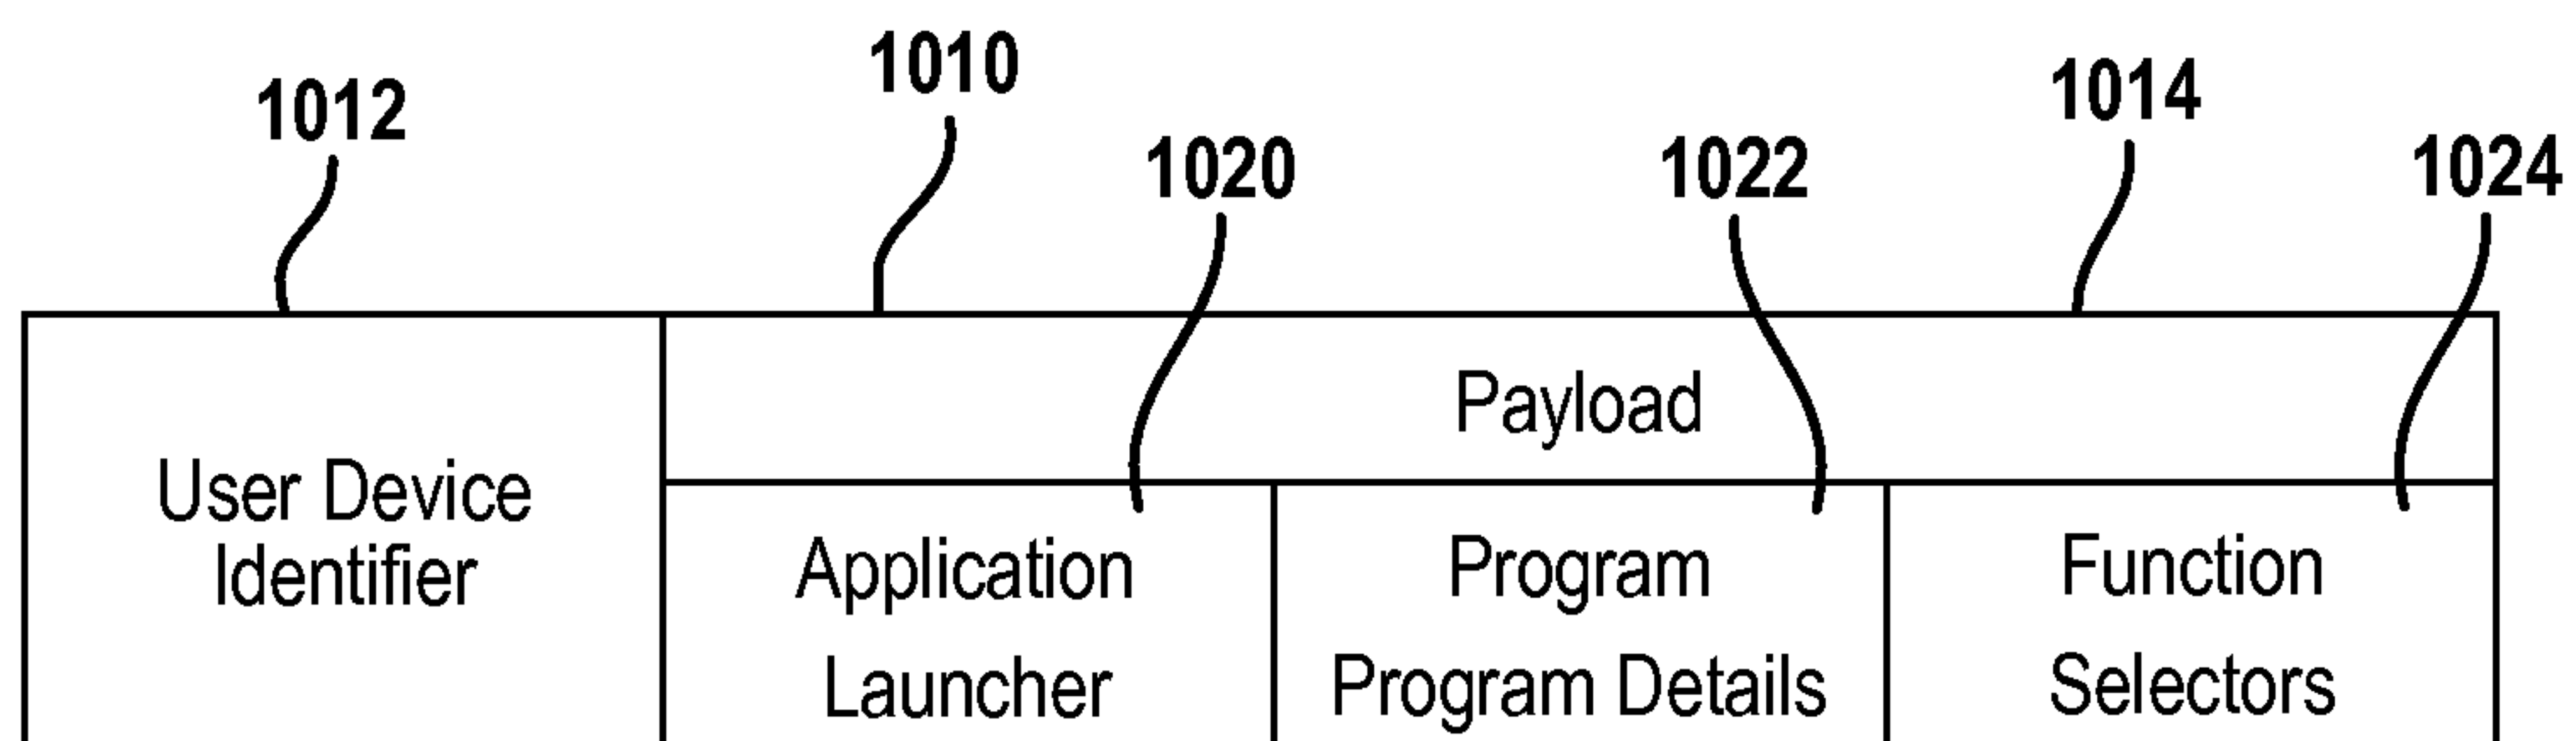 1012
1010
1014
1020
1022
1024
Payload
User Device
Identifier
Application
Launcher
Program
Program Details
Function
Selectors